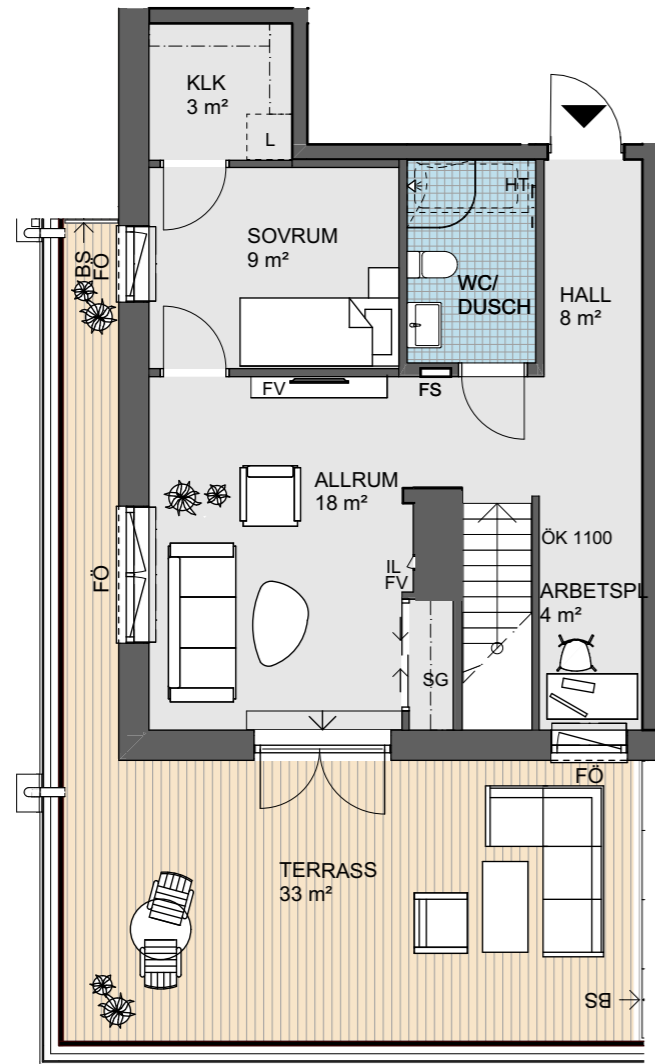 KLK
3 m²
L
SOVRUM
9 m²
HT
WC/
DUSCH
HALL
8 m²
BS
FÖ
FV
FS
ALLRUM
18 m²
ÖK 1100
IL
FV
FÖ
ARBETSPL
4 m²
SG
FÖ
TERRASS
33 m²
BS